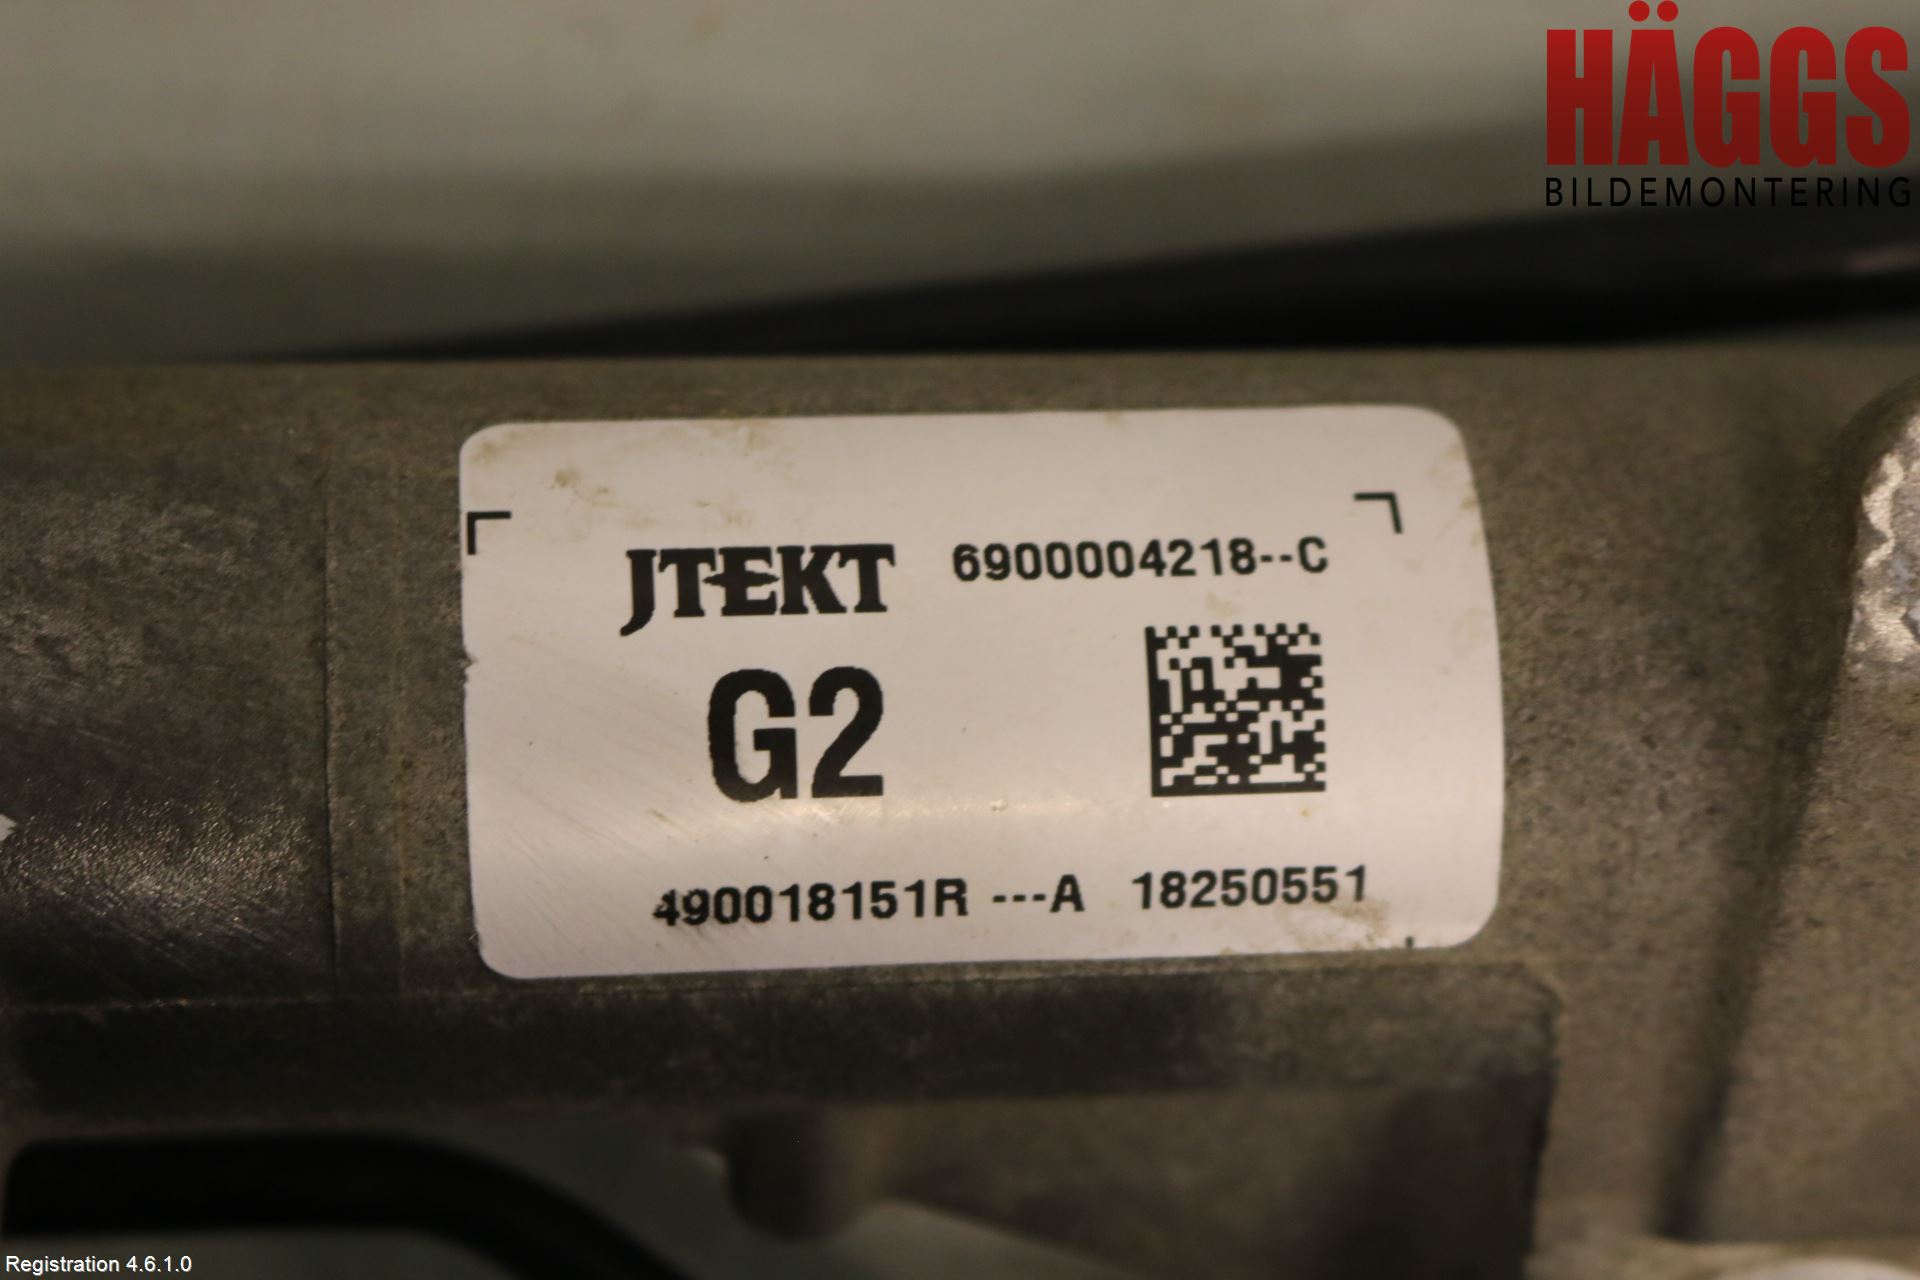 HÄGGS
BILDEMONTERING
JTEKT 6900004218--C
G2
490018151R ---A 18250551
Registration 4.6.1.0